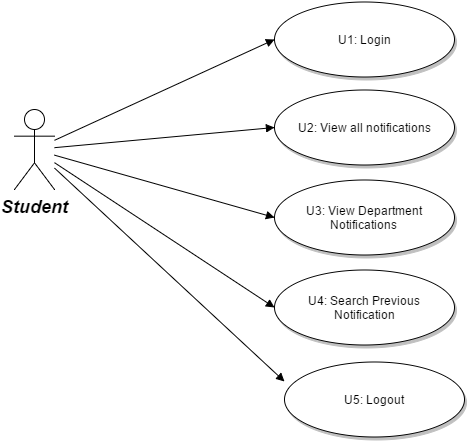 U1: Login
U2: View all notifications
Student
U3: View Department
Notifications
U4: Search Previous
Notification
U5: Logout